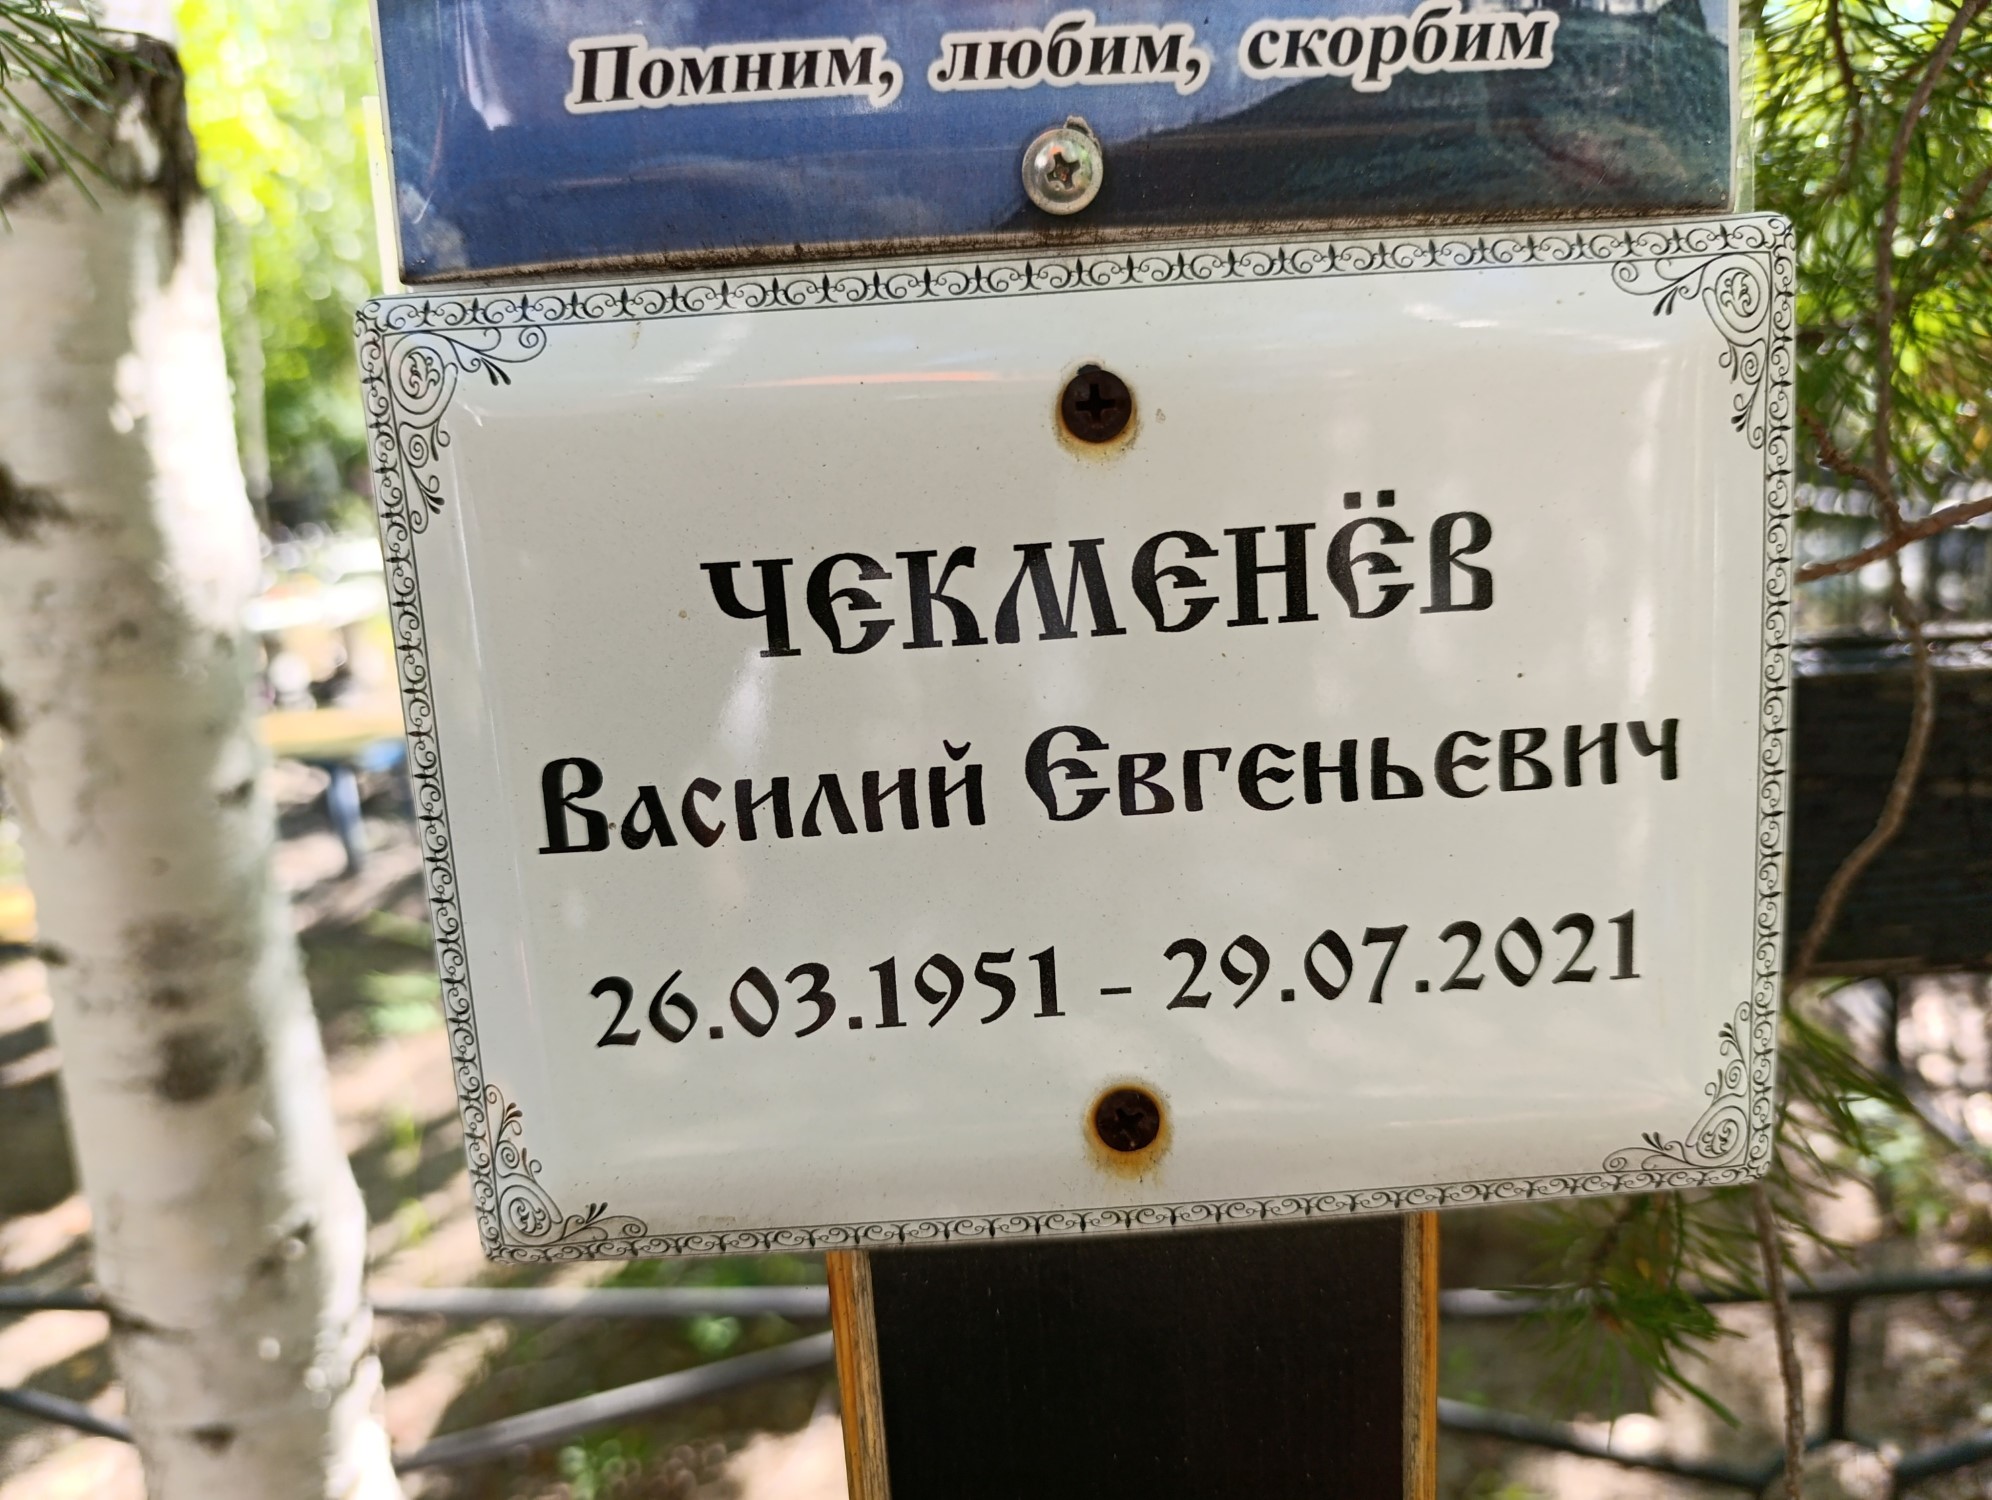 Помним, любим, скорбим
ЧЕКМЕНЁВ
Василий Евгеньевич
26.03.1951 - 29.07.2021